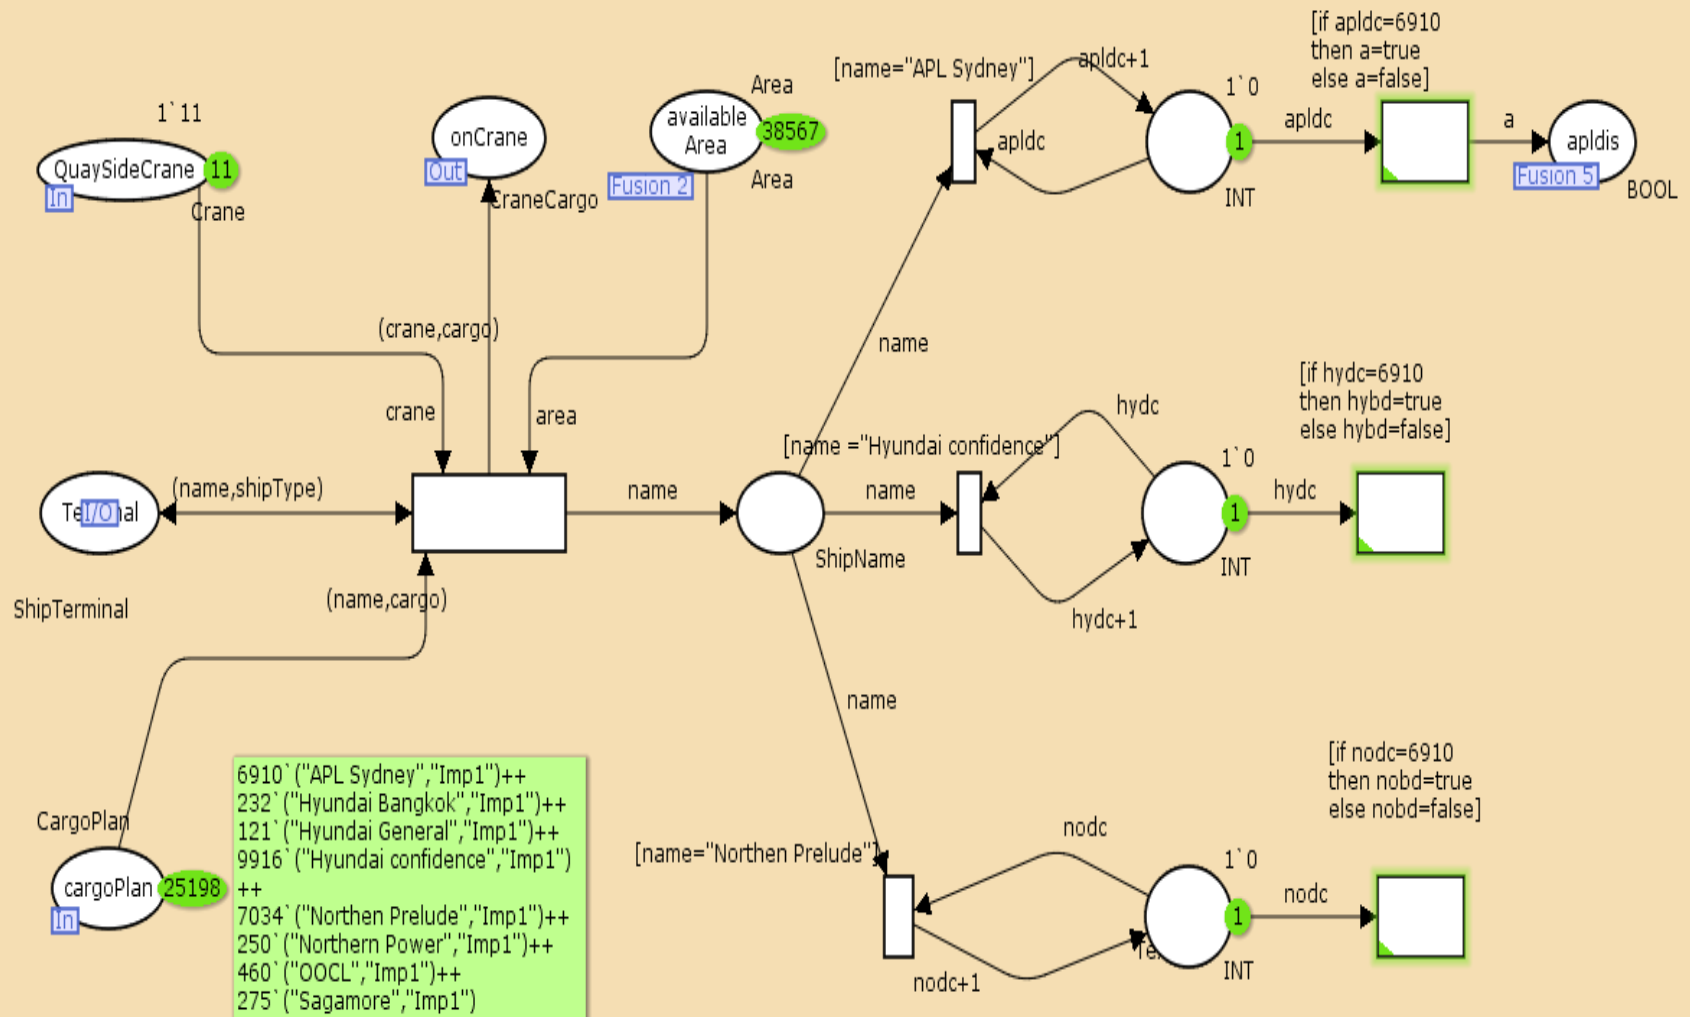 [if apldc=6910
then a=true
else a=false]
[name="APL Sydney"]
apldc+1
1`0
apldc
apldc
a
1
INT
apldis
Fusion 5
BOOL
1`11
QuaySideCrane
11
In
Crane
onCrane
Out
CraneCargo
Area
available
Area
38567
Fusion 2
Area
(crane,cargo)
crane
area
name
[if hydc=6910
then hybd=true
else hybd=false]
hydc
[name ="Hyundai confidence"]
1`0
(name,shipType)
name
name
hydc
1
I/O
ShipName
INT
ShipTerminal
(name,cargo)
hydc+1
name
[if nodc=6910
then nobd=true
else nobd=false]
CargoPlan
cargoPlan
25198
In
6910`("APL Sydney","Imp1")++
232`("Hyundai Bangkok","Imp1")++
121`("Hyundai General","Imp1")++
9916`("Hyundai confidence","Imp1")
++
7034`("Northen Prelude","Imp1")++
250`("Northern Power","Imp1")++
460`("OOCL","Imp1")++
275`("Sagamore","Imp1")
[name="Northen Prelude"]
nodc
1`0
nodc
1
nodc+1
INT